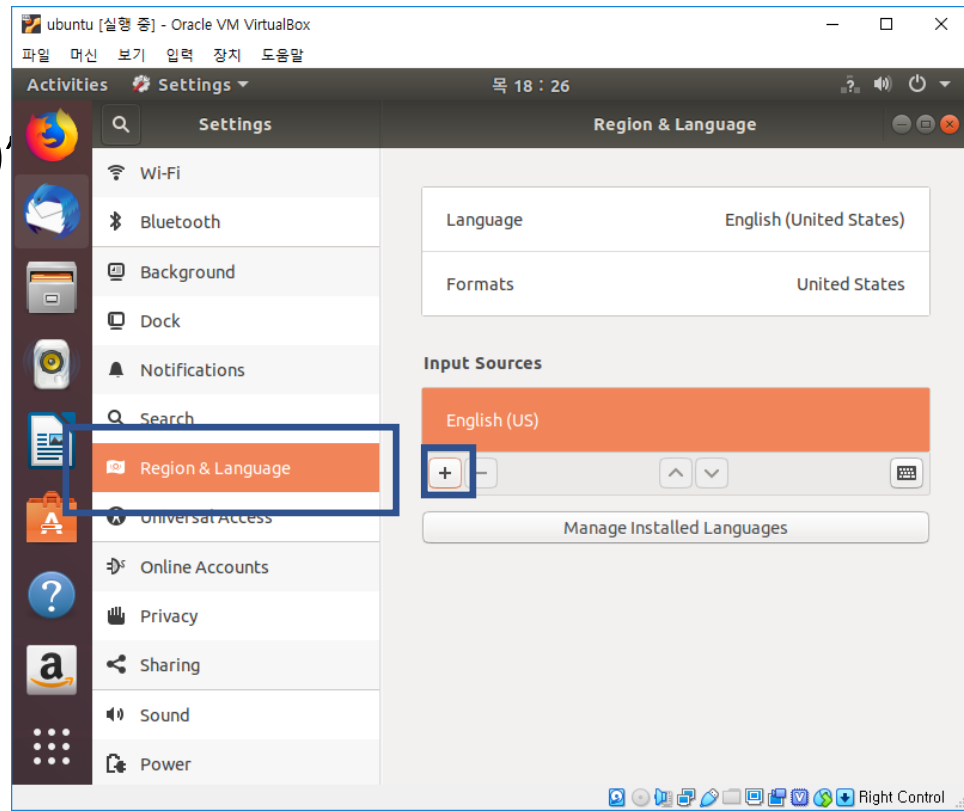 ubuntu [실행 중] - Oracle VM VirtualBox
파일 머신 보기 입력 장치 도움말
Activities Settings 목 18 : 26
Settings Region & Language
Wi-Fi
Bluetooth
Background
Dock
Notifications
Search
Region & Language
Universal Access
Online Accounts
Privacy
Sharing
Sound
Power
Language English (United States)
Formats United States
Input Sources
English (US)
Manage Installed Languages
Right Control